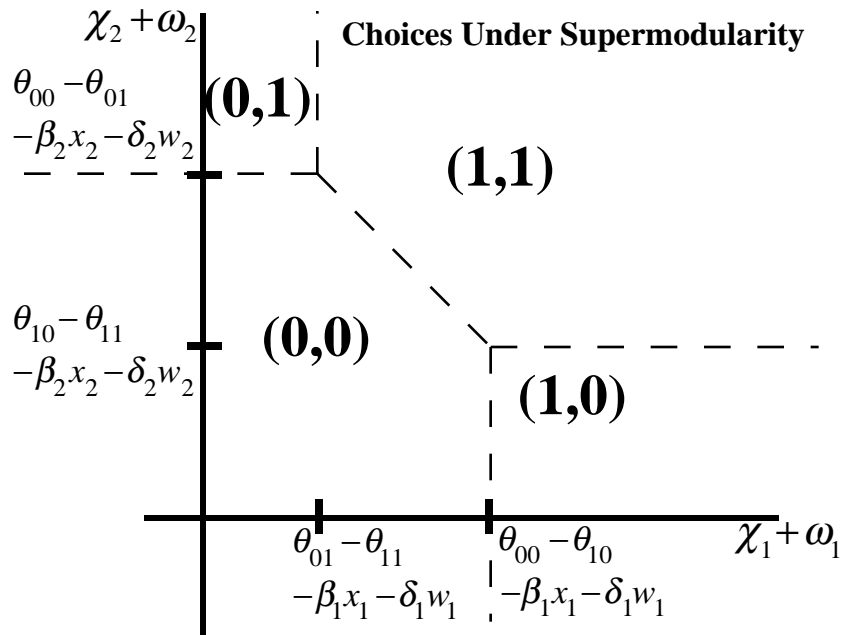 χ₂+ω₂
Choices Under Supermodularity
θ₀₀−θ₀₁
−β₂x₂−δ₂w₂
(0,1)
(1,1)
θ₁₀−θ₁₁
−β₂x₂−δ₂w₂
(0,0)
(1,0)
χ₁+ω₁
θ₀₁−θ₁₁
−β₁x₁−δ₁w₁
θ₀₀−θ₁₀
−β₁x₁−δ₁w₁